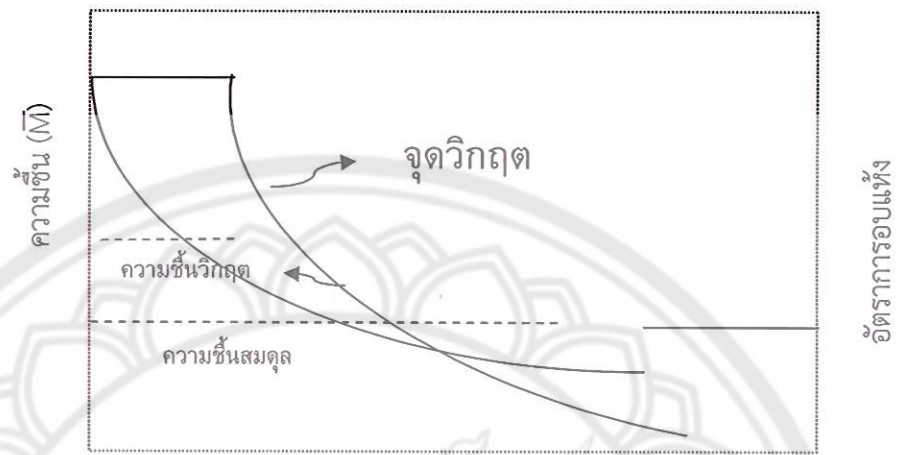 ความชื้น (M̅)
จุดวิกฤต
ความชื้นวิกฤต
ความชื้นสมดุล
อัตราการอบแห้ง